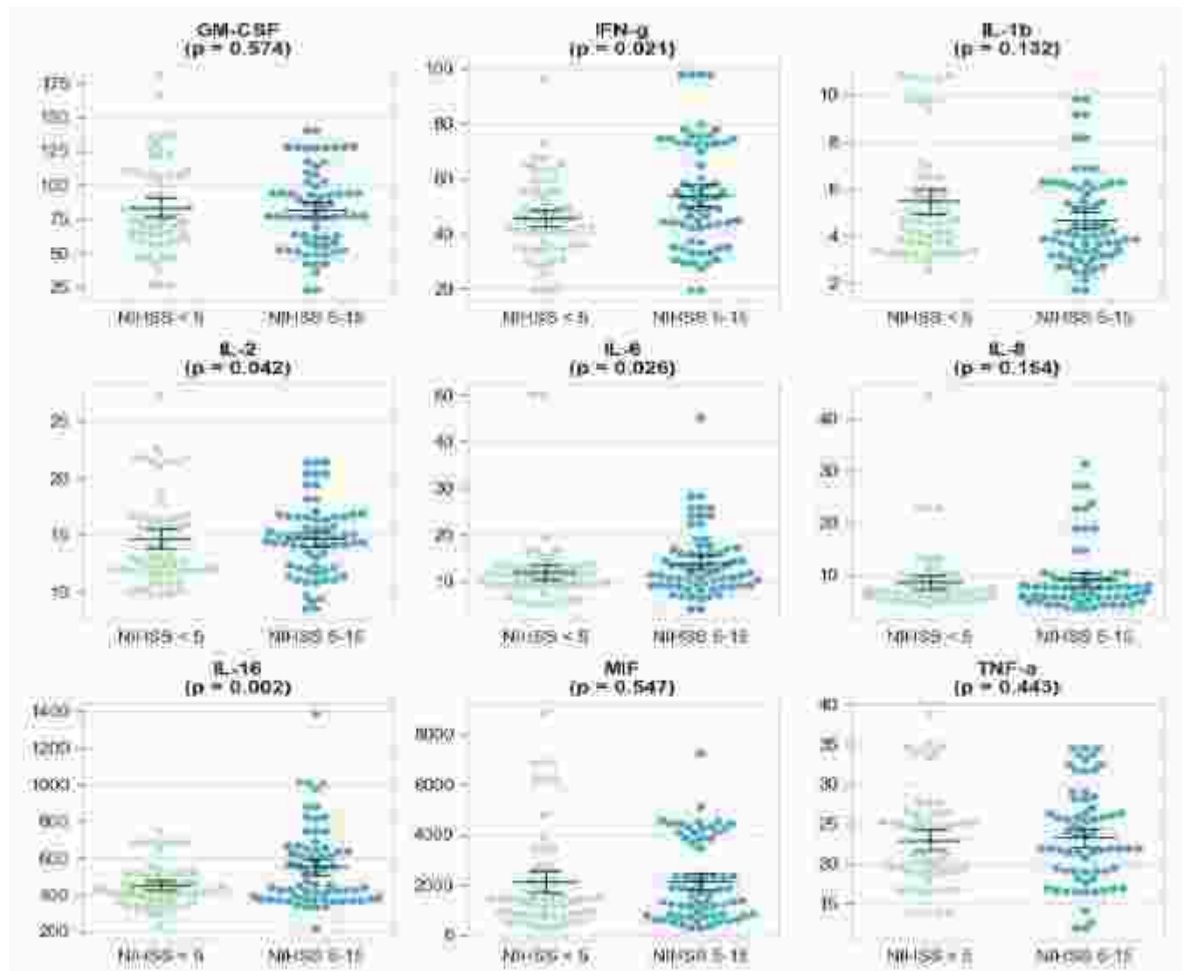 GM-CSF
(p = 0.574)
IFN-g
(p = 0.021)
IL-1b
(p = 0.132)
175
150
125
100
75
50
25
100
80
60
40
20
10
8
6
4
2
NIHSS < 5
NIHSS 5-15
NIHSS < 5
NIHSS 5-15
NIHSS < 5
NIHSS 5-15
IL-2
(p = 0.042)
IL-6
(p = 0.026)
IL-8
(p = 0.154)
25
20
15
10
50
40
30
20
10
40
30
20
10
NIHSS < 5
NIHSS 5-15
NIHSS < 5
NIHSS 5-15
NIHSS < 5
NIHSS 5-15
IL-16
(p = 0.002)
MIF
(p = 0.547)
TNF-a
(p = 0.443)
1400
1200
1000
800
600
400
200
8000
6000
4000
2000
0
40
35
30
25
20
15
NIHSS < 5
NIHSS 5-15
NIHSS < 5
NIHSS 5-15
NIHSS < 5
NIHSS 5-15